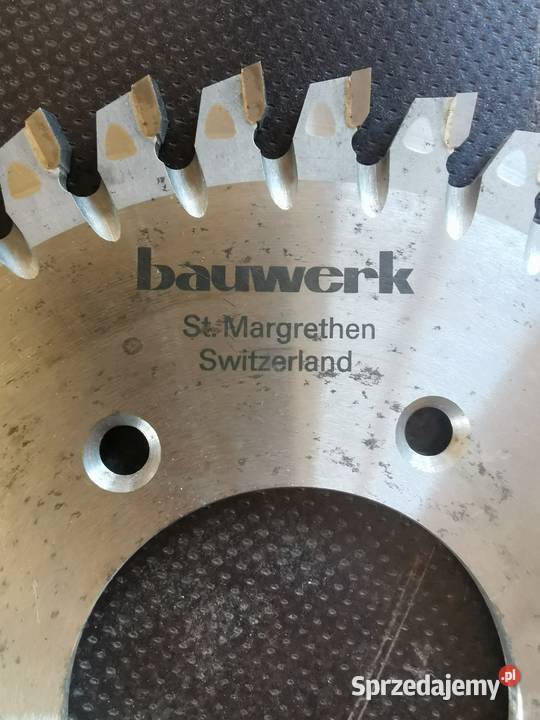 bauwerk
St. Margrethen
Switzerland
Sprzedajemy.pl